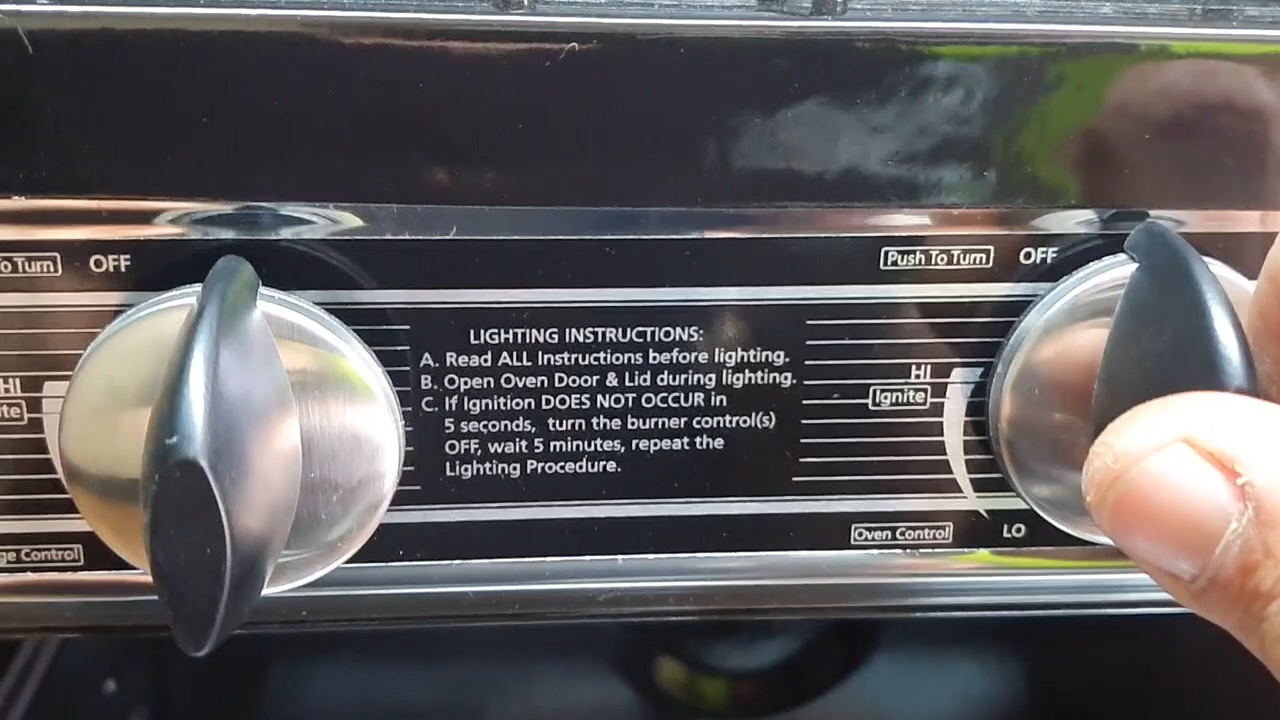 To Turn
OFF
Push To Turn
OFF
LIGHTING INSTRUCTIONS:
A. Read ALL Instructions before lighting.
B. Open Oven Door & Lid during lighting.
C. If Ignition DOES NOT OCCUR in
5 seconds, turn the burner control(s)
OFF, wait 5 minutes, repeat the
Lighting Procedure.
HI
HI
Ignite
Oven Control
LO
Control